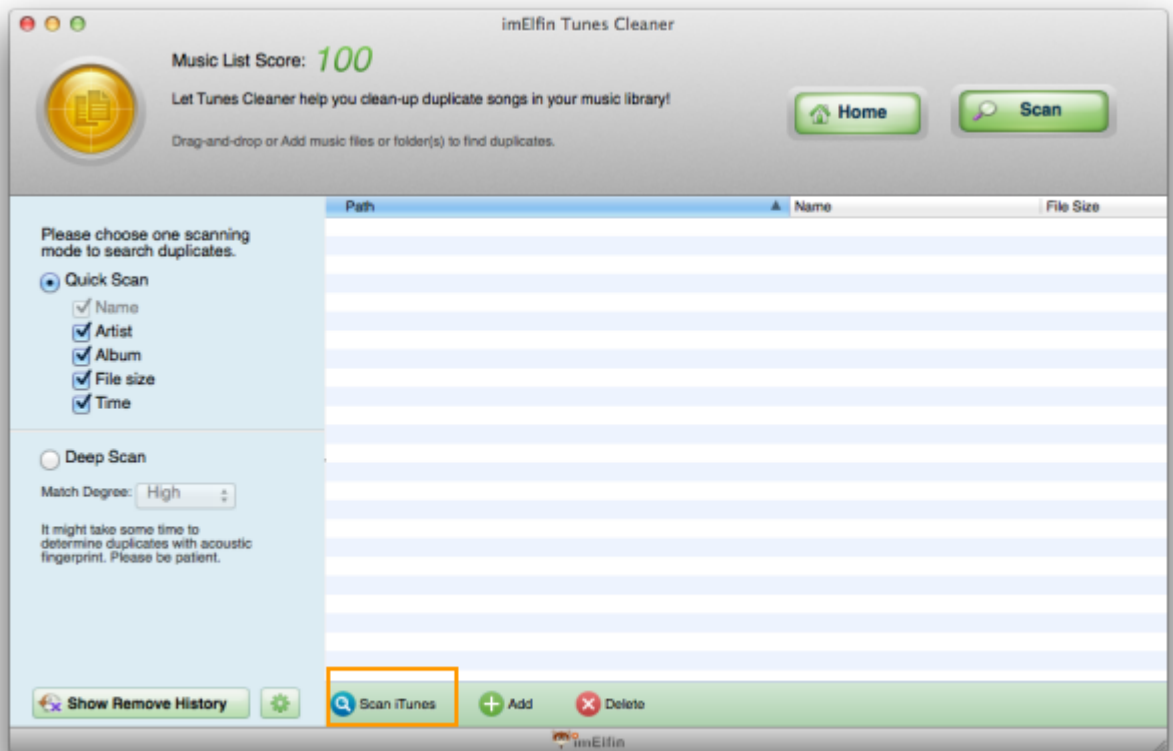 imElfin Tunes Cleaner
Music List Score: 100
Let Tunes Cleaner help you clean-up duplicate songs in your music library!
Drag-and-drop or Add music files or folder(s) to find duplicates.
Home
Scan
Path Name File Size
Please choose one scanning
mode to search duplicates.
Quick Scan
Name
Artist
Album
File size
Time
Deep Scan
Match Degree: High
It might take some time to
determine duplicates with acoustic
fingerprint. Please be patient.
Show Remove History
Scan iTunes
Add
Delete
imElfin